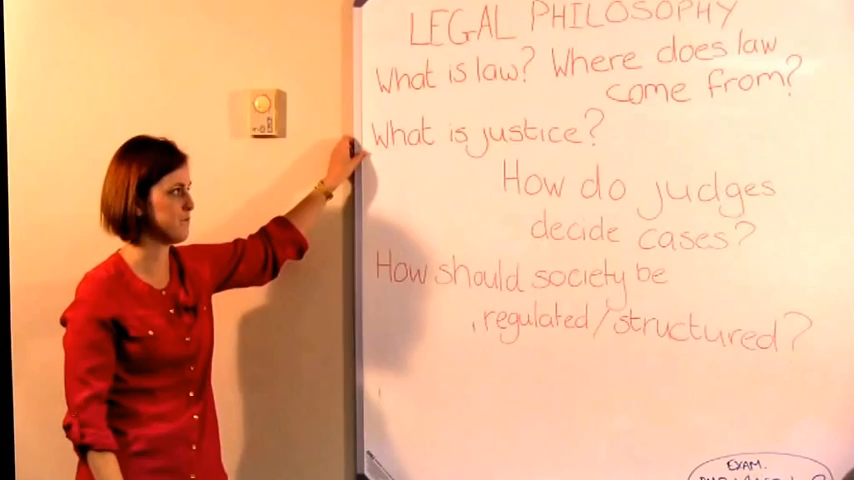 LEGAL PHILOSOPHY
What is law? Where does law
come from?
What is justice?
How do judges
decide cases?
How should society be
regulated/structured?
EXAM.